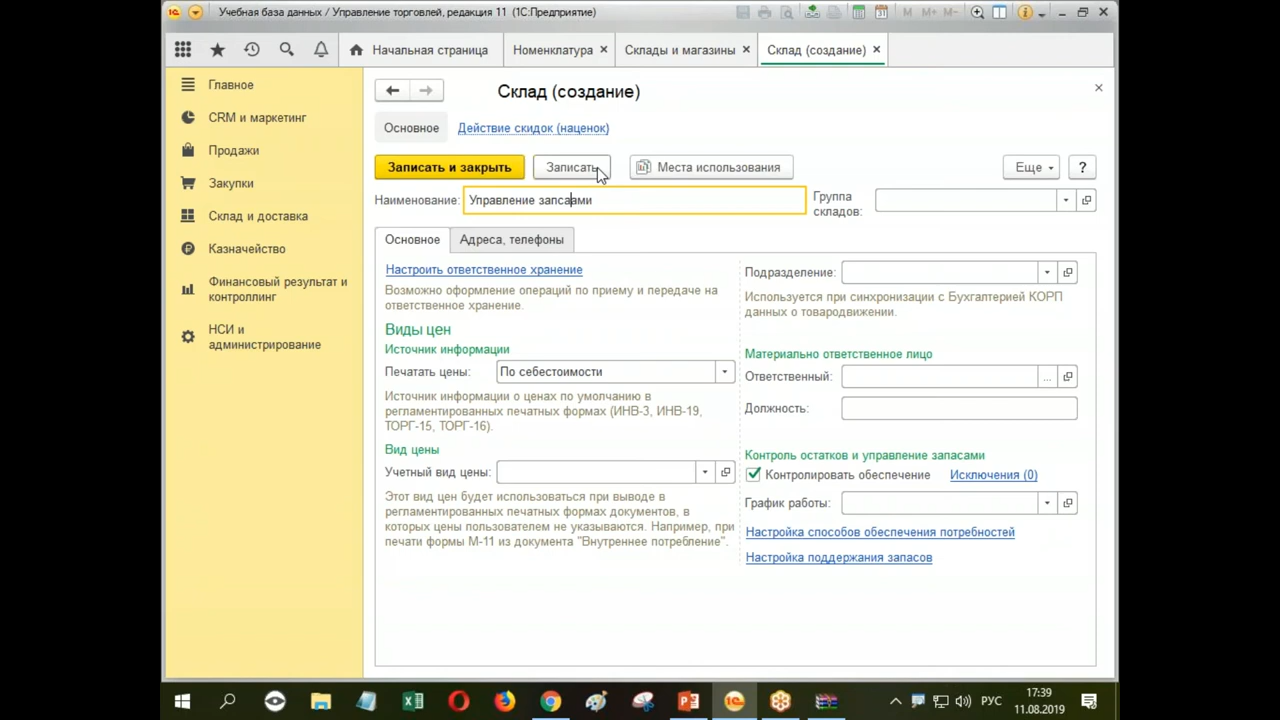 Учебная база данных / Управление торговлей, редакция 11 (1С:Предприятие)
M M+ M-
Начальная страница
Номенклатура
Склады и магазины
Склад (создание)
Главное
CRM и маркетинг
Продажи
Закупки
Склад и доставка
Казначейство
Финансовый результат и
контроллинг
НСИ и
администрирование
Склад (создание)
Основное
Действие скидок (наценок)
Записать и закрыть
Записать
Места использования
Еще
?
Наименование:
Управление запсаами
Группа
складов:
Основное
Адреса, телефоны
Настроить ответственное хранение
Возможно оформление операций по приему и передаче на
ответственное хранение.
Виды цен
Источник информации
Печатать цены:
По себестоимости
Источник информации о ценах по умолчанию в
регламентированных печатных формах (ИНВ-3, ИНВ-19,
ТОРГ-15, ТОРГ-16).
Вид цены
Учетный вид цены:
Этот вид цен будет использоваться при выводе в
регламентированных печатных формах документов, в
которых цены пользователем не указываются. Например, при
печати формы М-11 из документа "Внутреннее потребление".
Подразделение:
Используется при синхронизации с Бухгалтерией КОРП
данных о товародвижении.
Материально ответственное лицо
Ответственный:
...
Должность:
Контроль остатков и управление запасами
Контролировать обеспечение
Исключения (0)
График работы:
Настройка способов обеспечения потребностей
Настройка поддержания запасов
РУС
17:39
11.08.2019